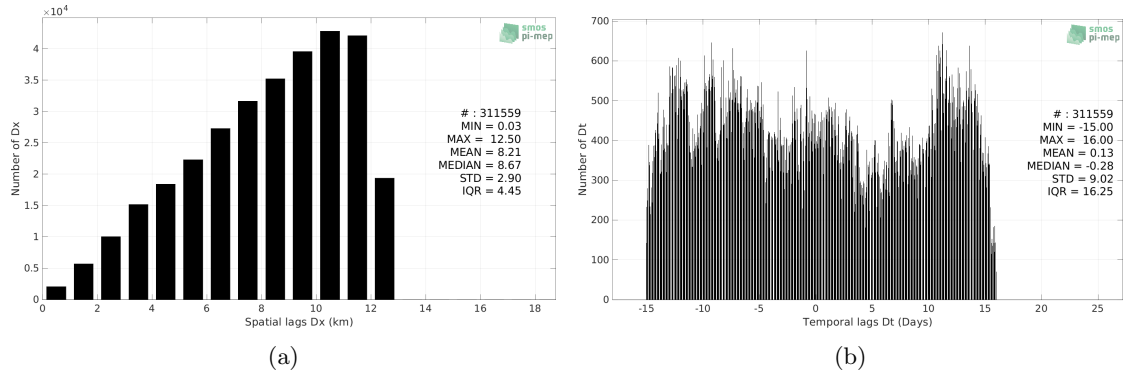 ×10⁴
4
3.5
3
2.5
2
1.5
1
0.5
0
Number of Dx
0 2 4 6 8 10 12 14 16 18
Spatial lags Dx (km)
smos
pi-mep
# : 311559
MIN = 0.03
MAX = 12.50
MEAN = 8.21
MEDIAN = 8.67
STD = 2.90
IQR = 4.45
(a)
700
600
500
400
300
200
100
0
Number of Dt
-15 -10 -5 0 5 10 15 20 25
Temporal lags Dt (Days)
smos
pi-mep
# : 311559
MIN = -15.00
MAX = 16.00
MEAN = 0.13
MEDIAN = -0.28
STD = 9.02
IQR = 16.25
(b)